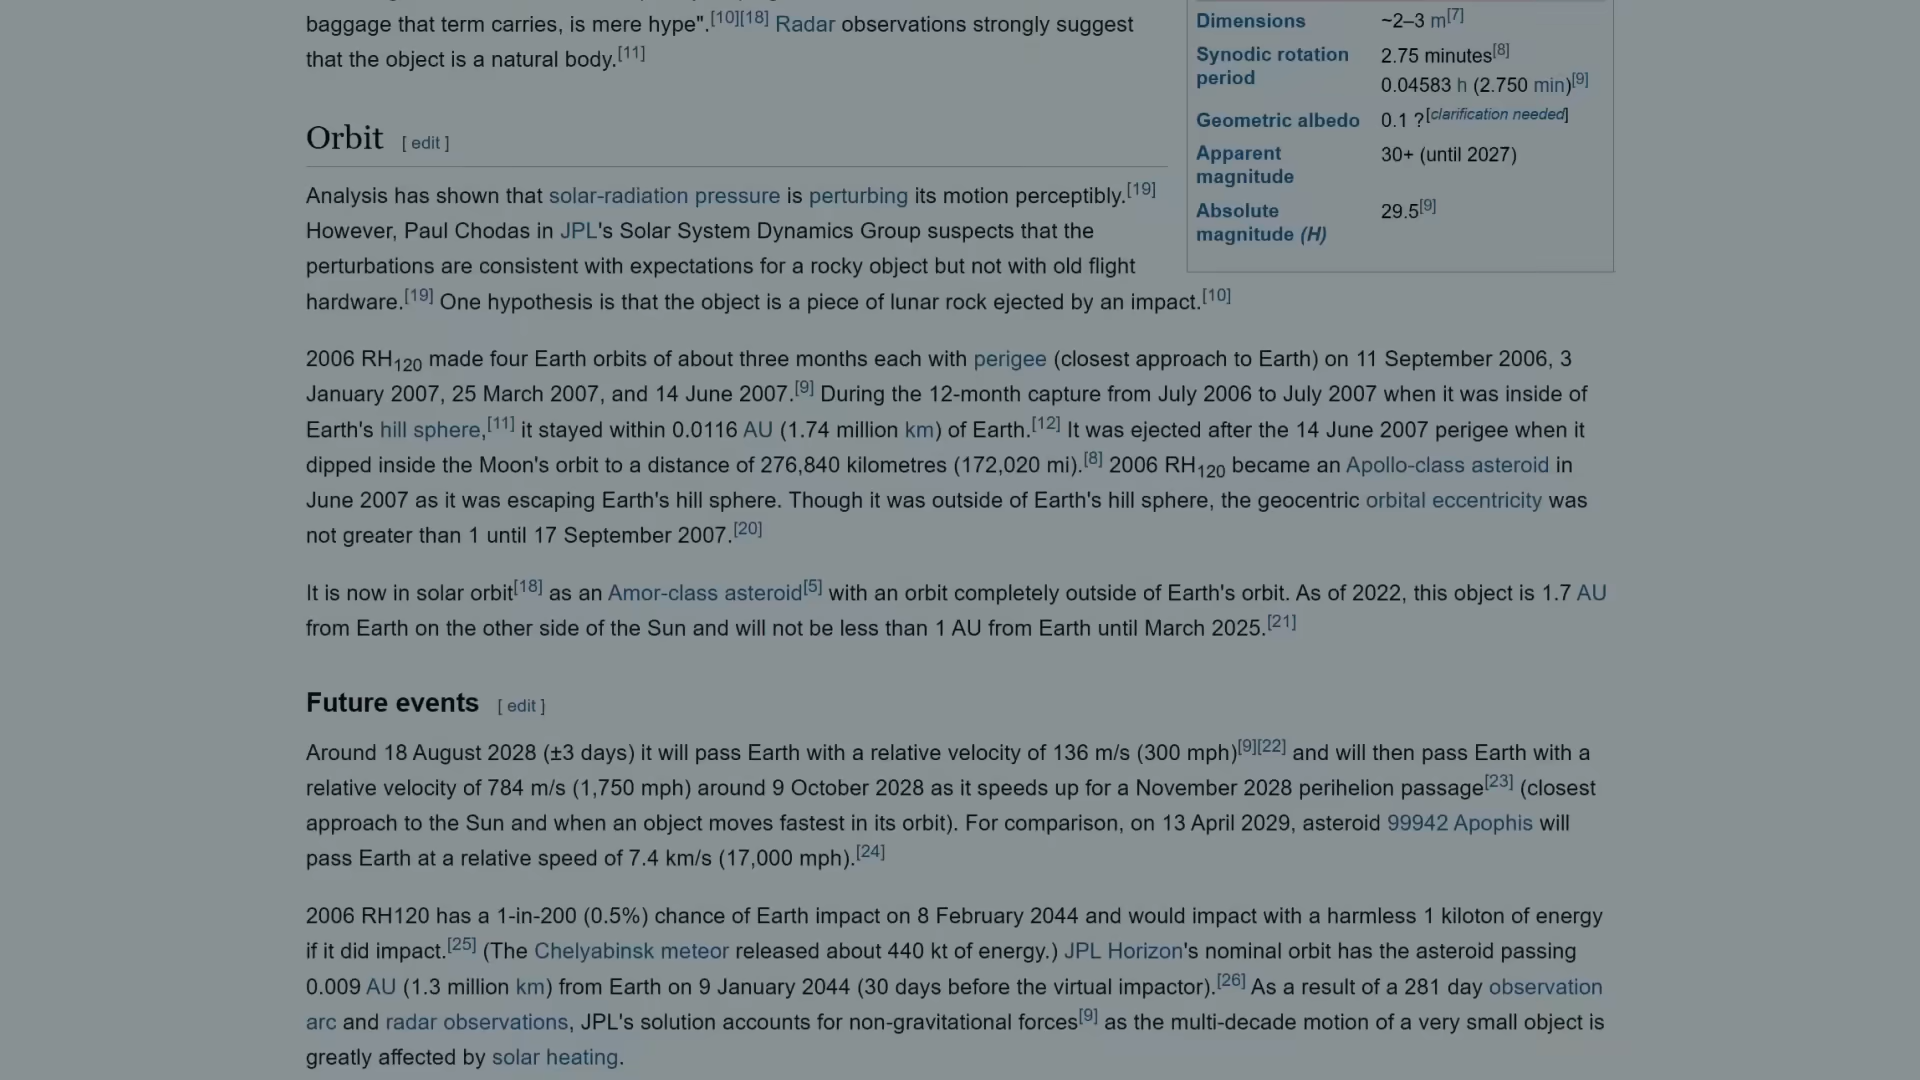 baggage that term carries, is mere hype".[10][18] Radar observations strongly suggest
that the object is a natural body.[11]
Dimensions ~2–3 m[7]
Synodic rotation period 2.75 minutes[8]
0.04583 h (2.750 min)[9]
Geometric albedo 0.1 ?[clarification needed]
Apparent magnitude 30+ (until 2027)
Absolute magnitude (H) 29.5[9]
Orbit [ edit ]
Analysis has shown that solar-radiation pressure is perturbing its motion perceptibly.[19]
However, Paul Chodas in JPL's Solar System Dynamics Group suspects that the
perturbations are consistent with expectations for a rocky object but not with old flight
hardware.[19] One hypothesis is that the object is a piece of lunar rock ejected by an impact.[10]
2006 RH120 made four Earth orbits of about three months each with perigee (closest approach to Earth) on 11 September 2006, 3
January 2007, 25 March 2007, and 14 June 2007.[9] During the 12-month capture from July 2006 to July 2007 when it was inside of
Earth's hill sphere,[11] it stayed within 0.0116 AU (1.74 million km) of Earth.[12] It was ejected after the 14 June 2007 perigee when it
dipped inside the Moon's orbit to a distance of 276,840 kilometres (172,020 mi).[8] 2006 RH120 became an Apollo-class asteroid in
June 2007 as it was escaping Earth's hill sphere. Though it was outside of Earth's hill sphere, the geocentric orbital eccentricity was
not greater than 1 until 17 September 2007.[20]
It is now in solar orbit[18] as an Amor-class asteroid[5] with an orbit completely outside of Earth's orbit. As of 2022, this object is 1.7 AU
from Earth on the other side of the Sun and will not be less than 1 AU from Earth until March 2025.[21]
Future events [ edit ]
Around 18 August 2028 (±3 days) it will pass Earth with a relative velocity of 136 m/s (300 mph)[9][22] and will then pass Earth with a
relative velocity of 784 m/s (1,750 mph) around 9 October 2028 as it speeds up for a November 2028 perihelion passage[23] (closest
approach to the Sun and when an object moves fastest in its orbit). For comparison, on 13 April 2029, asteroid 99942 Apophis will
pass Earth at a relative speed of 7.4 km/s (17,000 mph).[24]
2006 RH120 has a 1-in-200 (0.5%) chance of Earth impact on 8 February 2044 and would impact with a harmless 1 kiloton of energy
if it did impact.[25] (The Chelyabinsk meteor released about 440 kt of energy.) JPL Horizon's nominal orbit has the asteroid passing
0.009 AU (1.3 million km) from Earth on 9 January 2044 (30 days before the virtual impactor).[26] As a result of a 281 day observation
arc and radar observations, JPL's solution accounts for non-gravitational forces[9] as the multi-decade motion of a very small object is
greatly affected by solar heating.